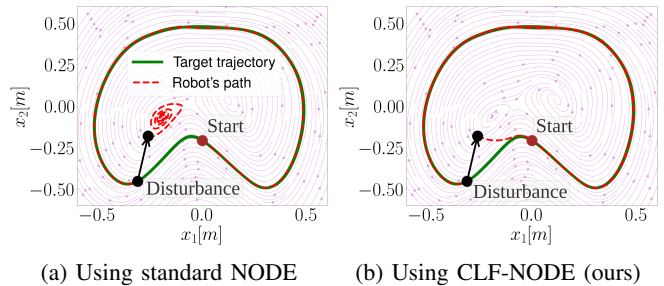 0.50
0.25
0.00
−0.25
−0.50
x₂[m]
Target trajectory
Robot's path
Start
Disturbance
−0.5
0.0
0.5
x₁[m]
(a) Using standard NODE
0.50
0.25
0.00
−0.25
−0.50
x₂[m]
Start
Disturbance
−0.5
0.0
0.5
x₁[m]
(b) Using CLF-NODE (ours)